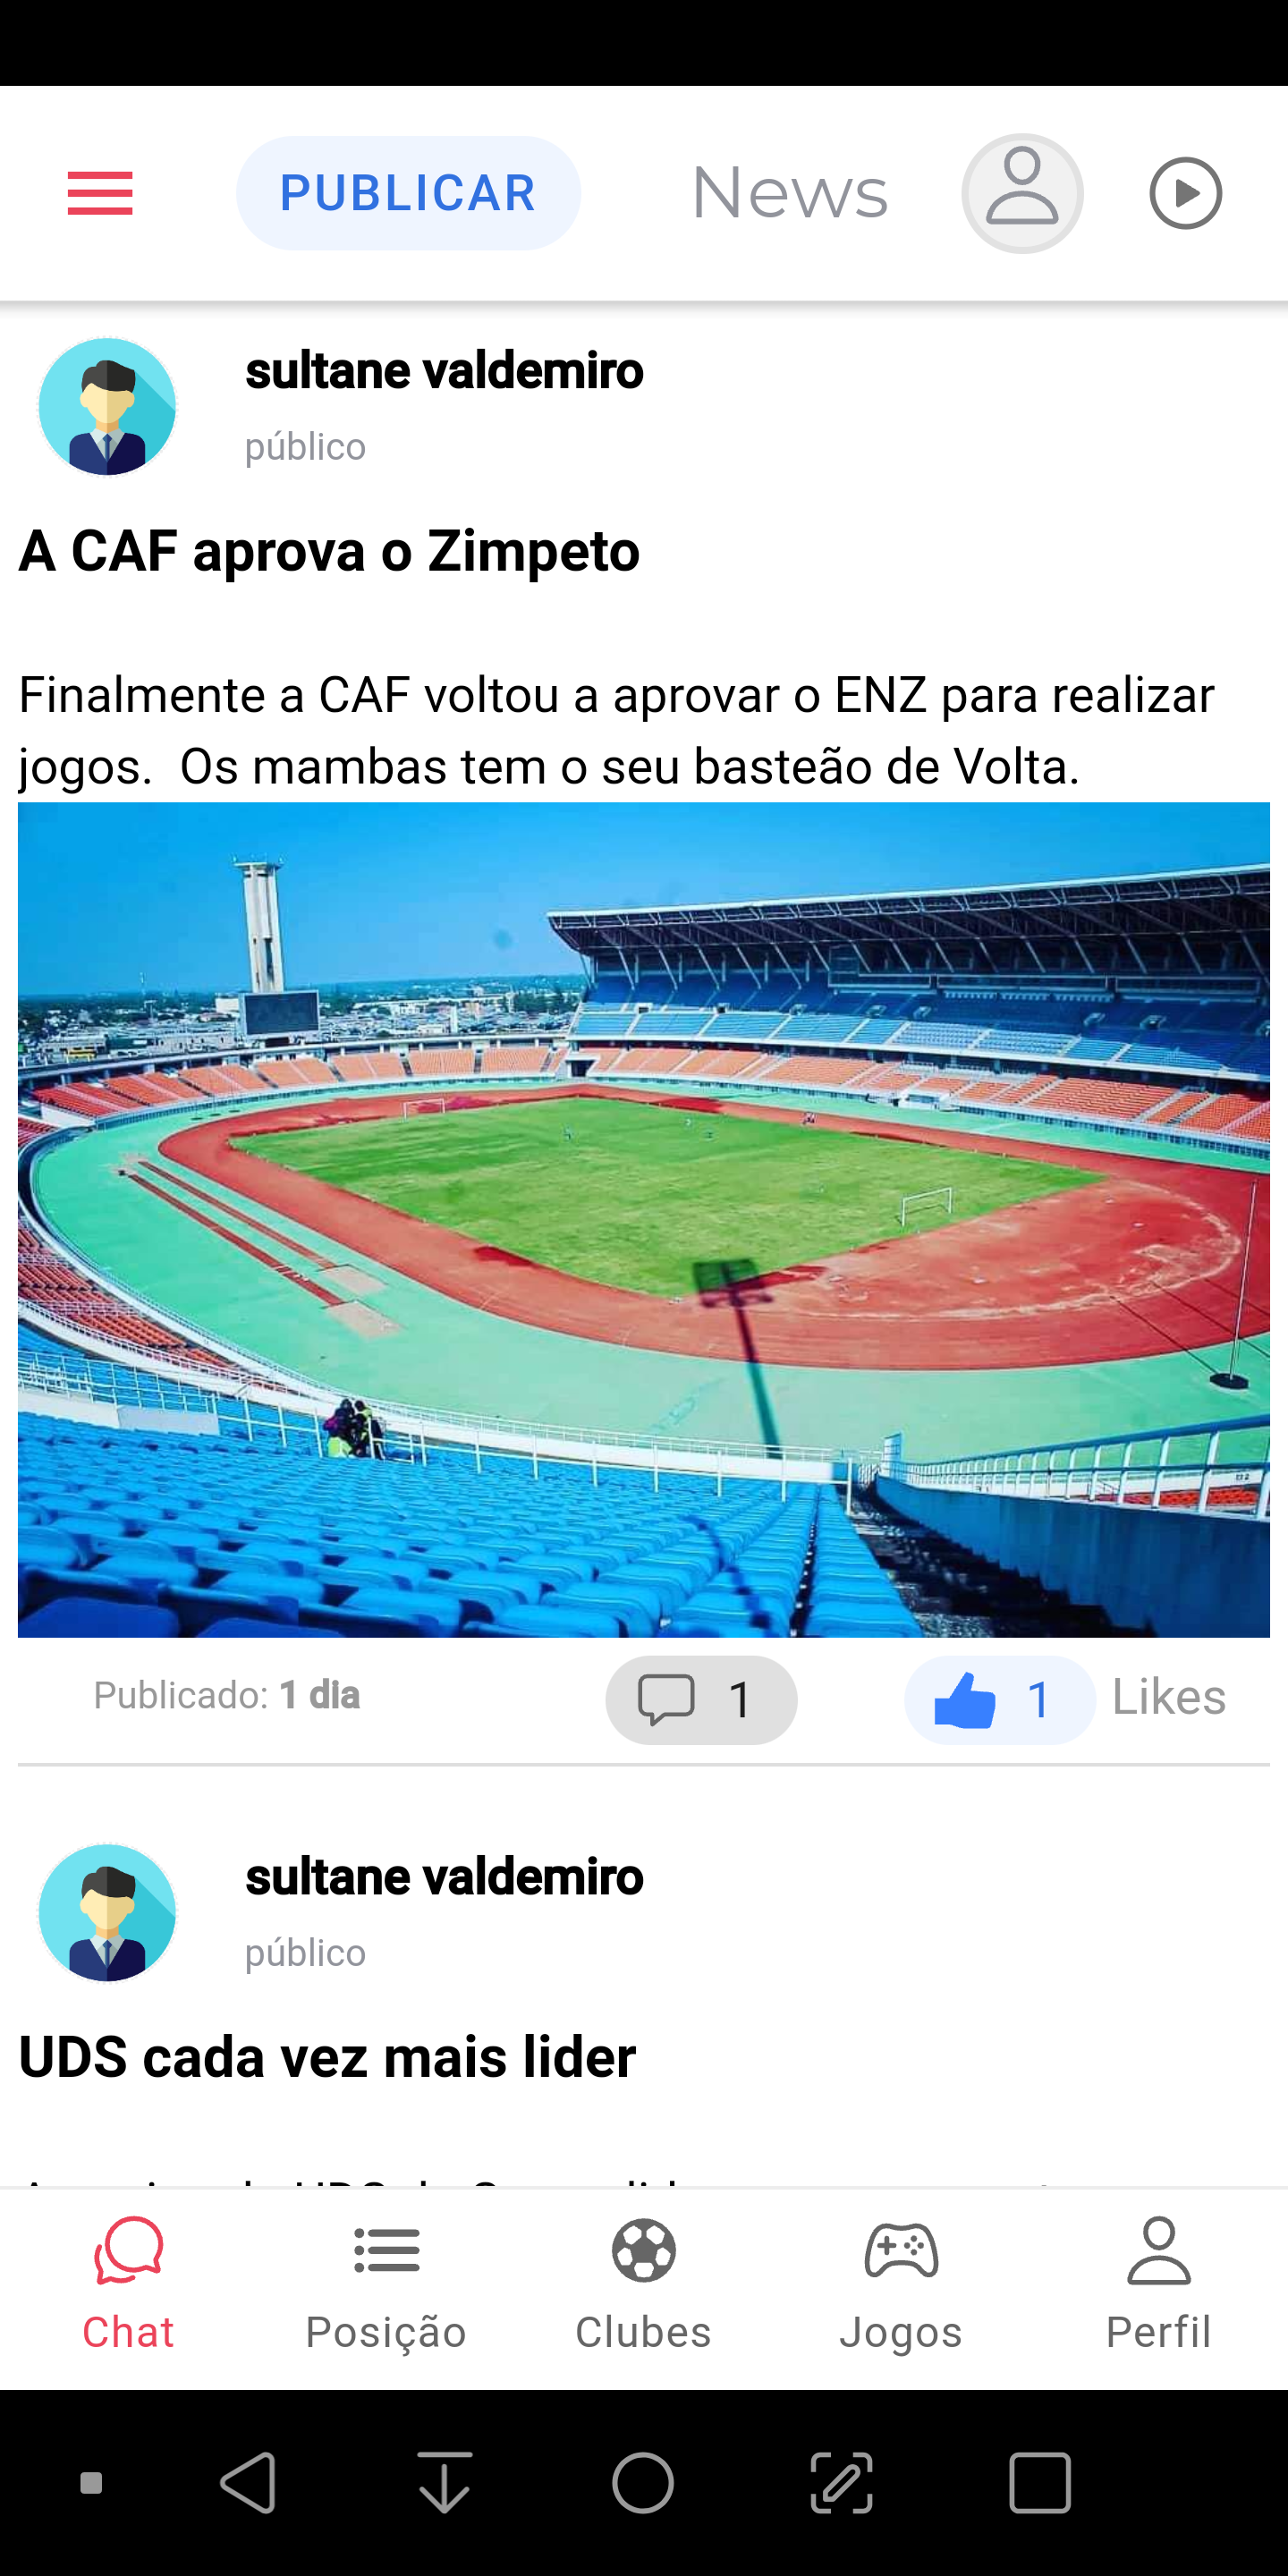 PUBLICAR
News
sultane valdemiro
público
A CAF aprova o Zimpeto
Finalmente a CAF voltou a aprovar o ENZ para realizar
jogos.  Os mambas tem o seu basteão de Volta.
Publicado: 1 dia
1
1 Likes
sultane valdemiro
público
UDS cada vez mais lider
Chat
Posição
Clubes
Jogos
Perfil